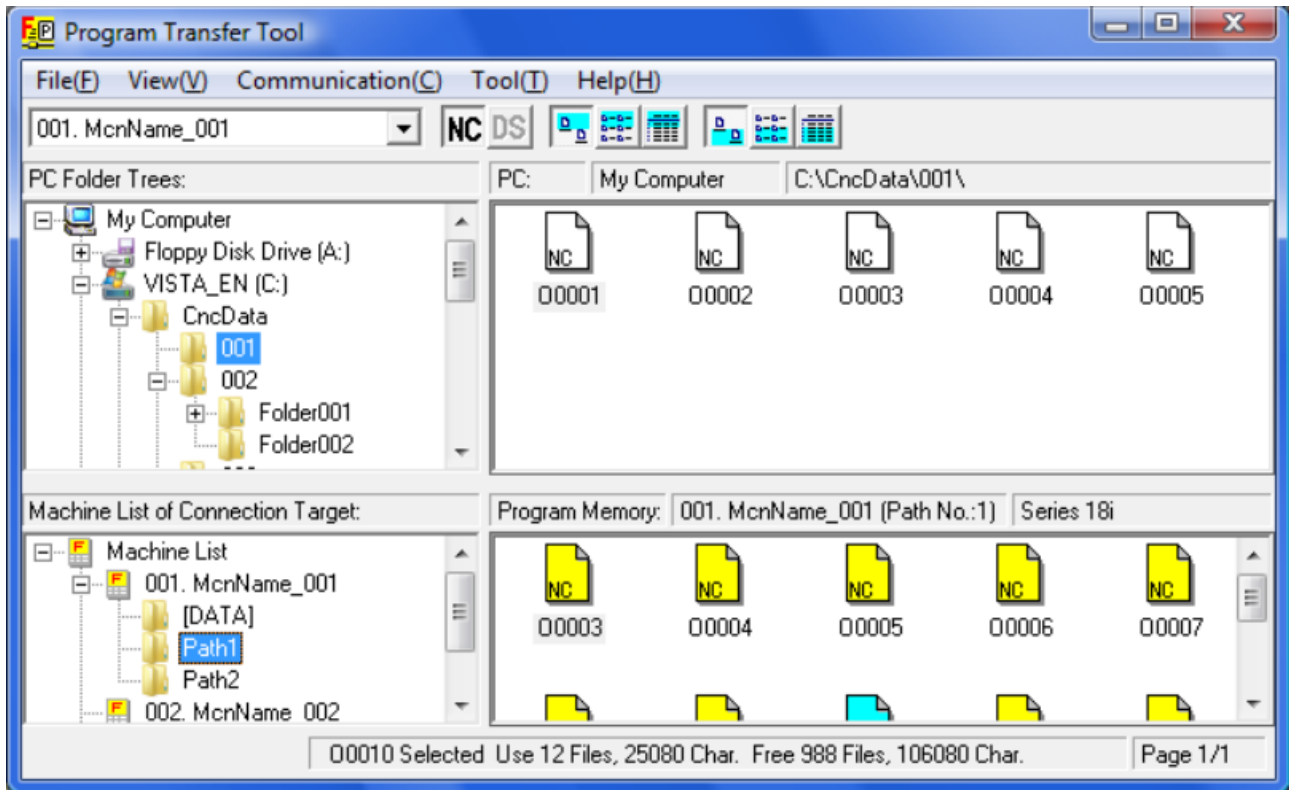 Program Transfer Tool
File(F) View(V) Communication(C) Tool(T) Help(H)
001. McnName_001 NC DS
PC Folder Trees: PC: My Computer C:\CncData\001\
My Computer
Floppy Disk Drive (A:)
VISTA_EN (C:)
CncData
001
002
Folder001
Folder002
NC NC NC NC NC
O0001 O0002 O0003 O0004 O0005
Machine List of Connection Target: Program Memory: 001. McnName_001 (Path No.:1) Series 18i
Machine List
001. McnName_001
[DATA]
Path1
Path2
002. McnName_002
NC NC NC NC NC
O0003 O0004 O0005 O0006 O0007
O0010 Selected Use 12 Files, 25080 Char. Free 988 Files, 106080 Char. Page 1/1